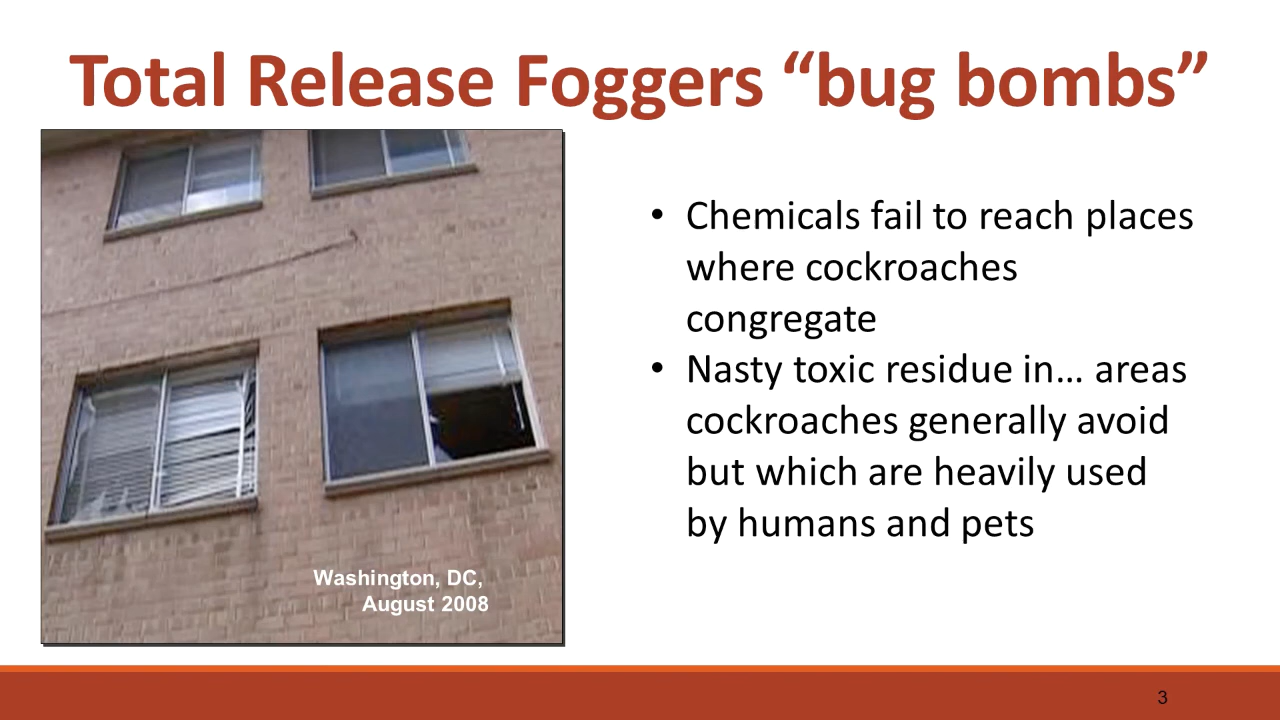 Total Release Foggers “bug bombs”
• Chemicals fail to reach places
where cockroaches
congregate
• Nasty toxic residue in… areas
cockroaches generally avoid
but which are heavily used
by humans and pets
Washington, DC,
August 2008
3